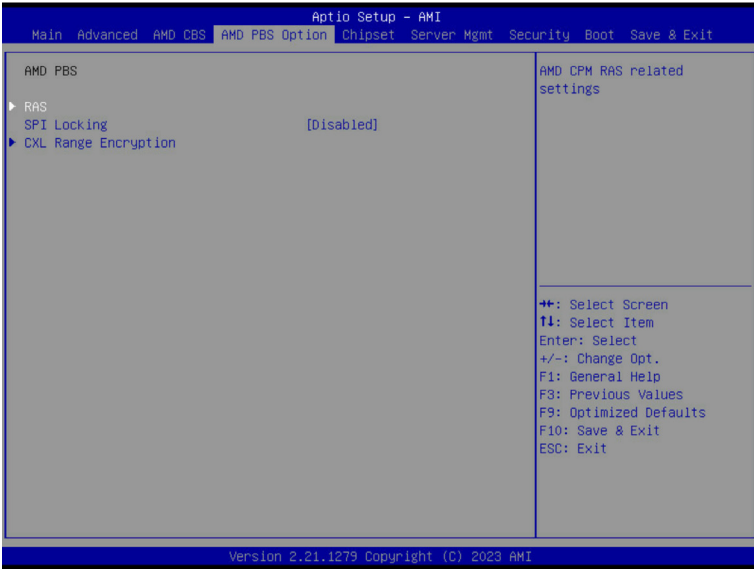 Aptio Setup – AMI
Main Advanced AMD CBS AMD PBS Option Chipset Server Mgmt Security Boot Save & Exit
AMD PBS
RAS
SPI Locking [Disabled]
CXL Range Encryption
AMD CPM RAS related
settings
→←: Select Screen
↑↓: Select Item
Enter: Select
+/-: Change Opt.
F1: General Help
F3: Previous Values
F9: Optimized Defaults
F10: Save & Exit
ESC: Exit
Version 2.21.1279 Copyright (C) 2023 AMI